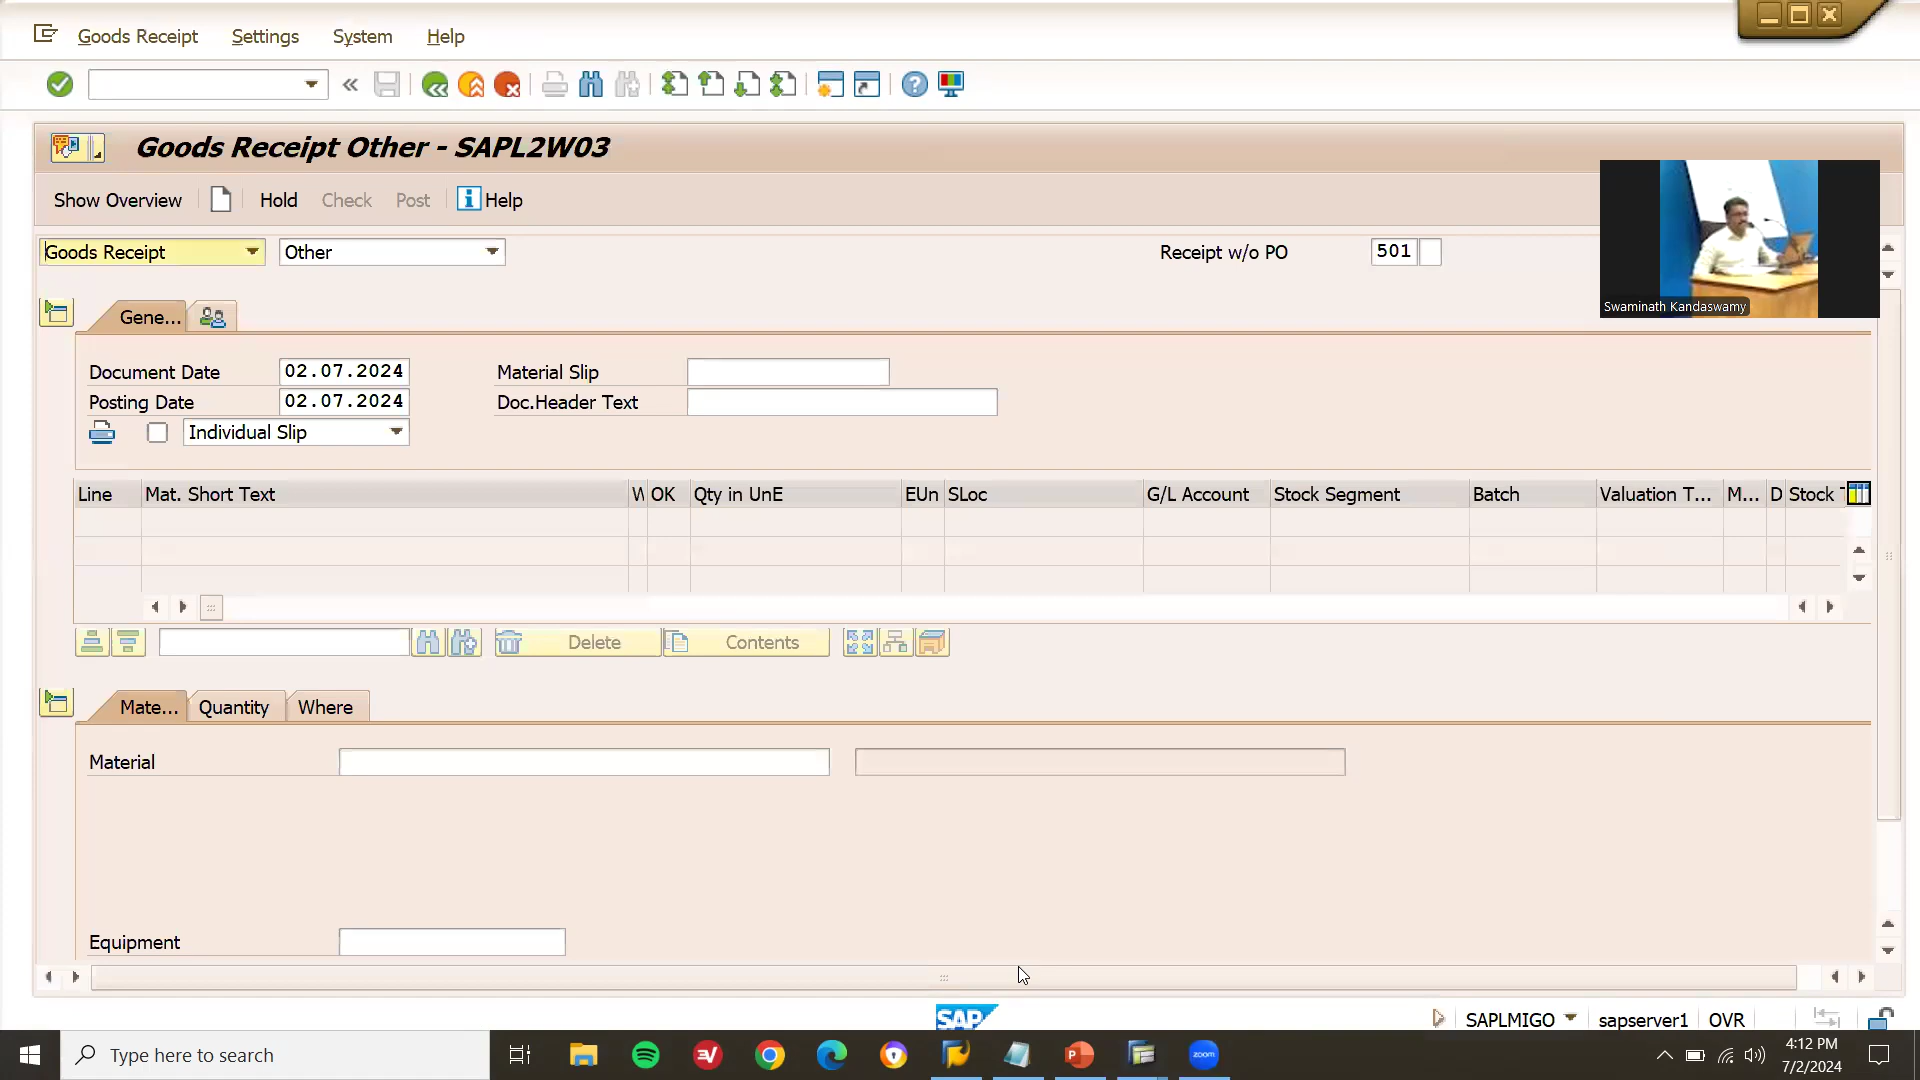 Goods Receipt Settings System Help
Goods Receipt Other - SAPL2W03
Show Overview Hold Check Post Help
Goods Receipt Other Receipt w/o PO 501
Swaminath Kandaswamy
Gene...
Document Date 02.07.2024 Material Slip
Posting Date 02.07.2024 Doc.Header Text
Individual Slip
Line Mat. Short Text OK Qty in UnE EUn SLoc G/L Account Stock Segment Batch Valuation T... M... D Stock
Delete Contents
Mate... Quantity Where
Material
Equipment
SAP
SAPLMIGO sapserver1 OVR
Type here to search
zoom
4:12 PM
7/2/2024